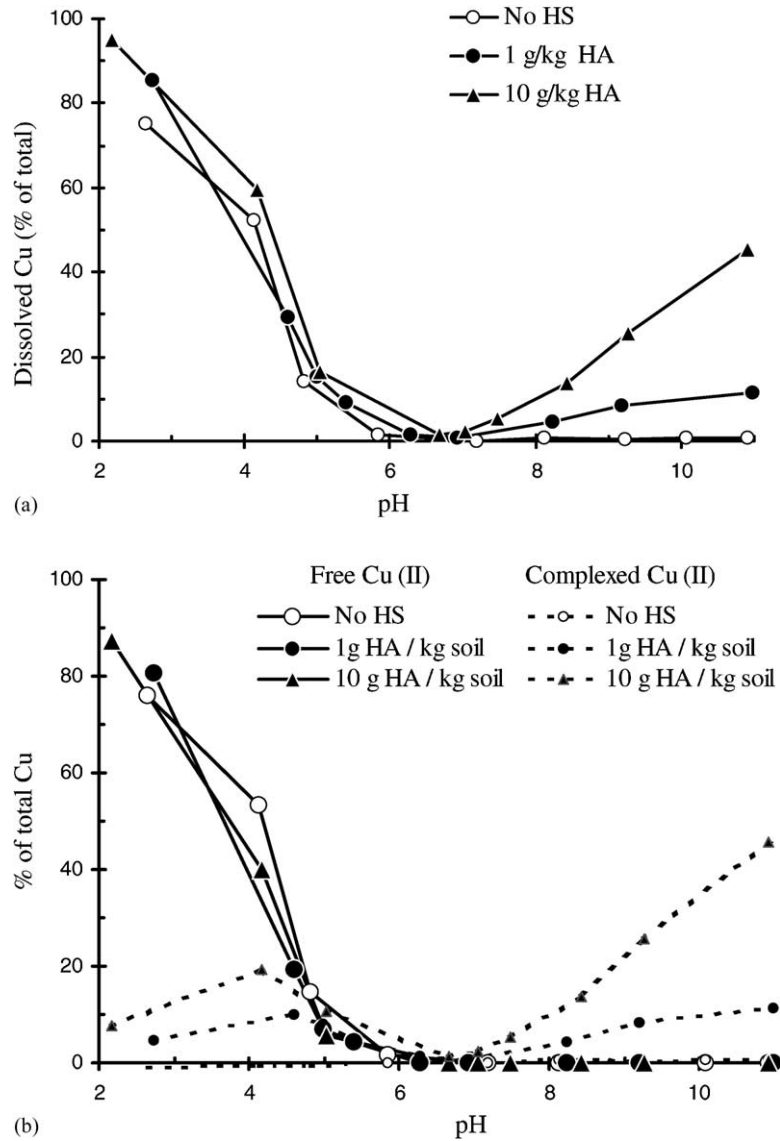 100
80
60
40
20
0
Dissolved Cu (% of total)
No HS
1 g/kg HA
10 g/kg HA
2 4 6 8 10
pH
(a)
100
80
60
40
20
0
% of total Cu
Free Cu (II) Complexed Cu (II)
No HS No HS
1g HA / kg soil 1g HA / kg soil
10 g HA / kg soil 10 g HA / kg soil
2 4 6 8 10
pH
(b)